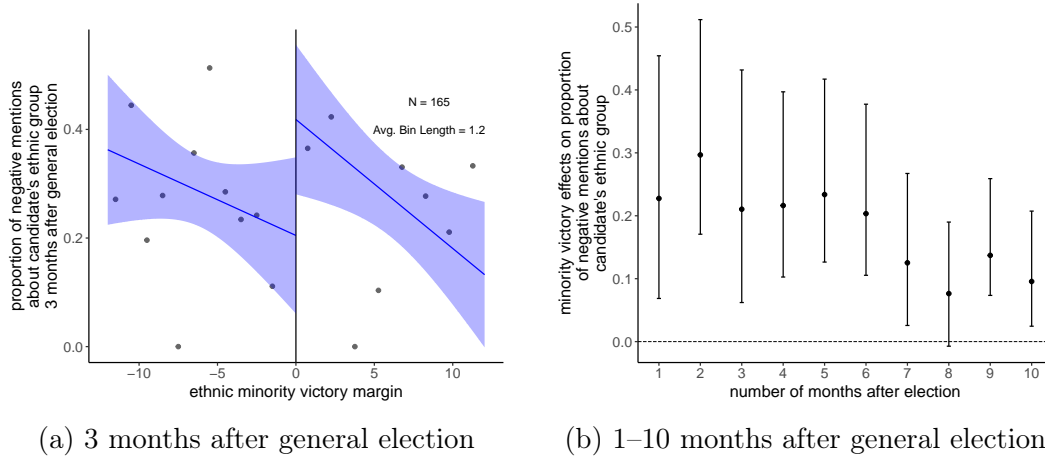 proportion of negative mentions
about candidate's ethnic group
3 months after general election
0.4
0.2
0.0
N = 165
Avg. Bin Length = 1.2
−10
−5
0
5
10
ethnic minority victory margin
(a) 3 months after general election
minority victory effects on proportion
of negative mentions about
candidate's ethnic group
0.5
0.4
0.3
0.2
0.1
0.0
1
2
3
4
5
6
7
8
9
10
number of months after election
(b) 1–10 months after general election